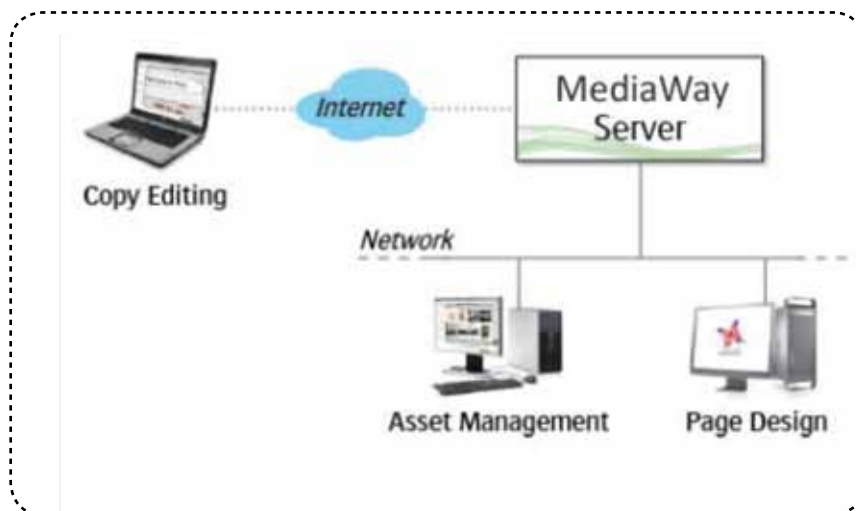 Internet
MediaWay
Server
Copy Editing
Network
Asset Management
Page Design